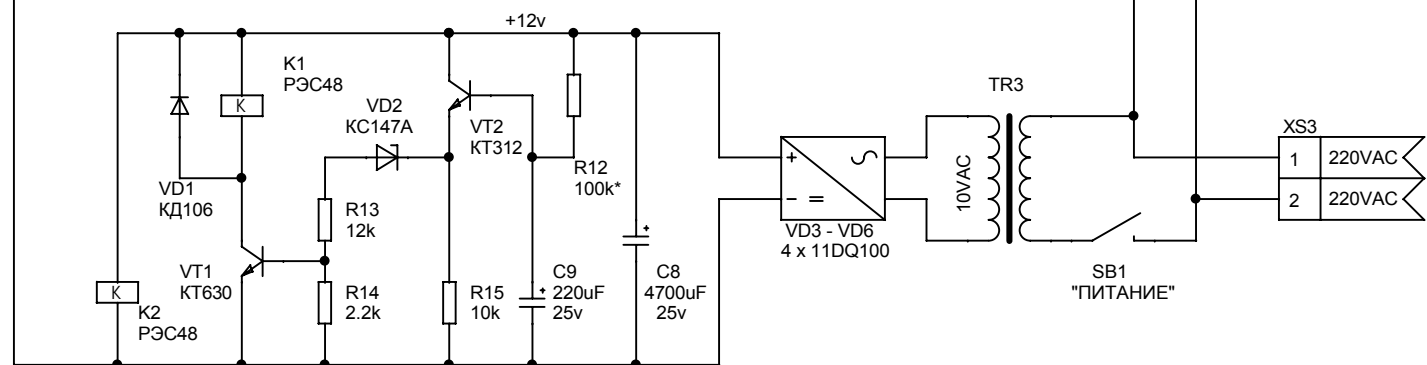 +12v
K1
РЭС48
K
VD2
КС147А
VT2
КТ312
TR3
XS3
1
220VAC
2
220VAC
+
-
=
10VAC
R12
100k*
VD1
КД106
R13
12k
VD3 - VD6
4 x 11DQ100
VT1
КТ630
K
K2
РЭС48
R14
2.2k
R15
10k
+
C9
220uF
25v
+
C8
4700uF
25v
SB1
"ПИТАНИЕ"